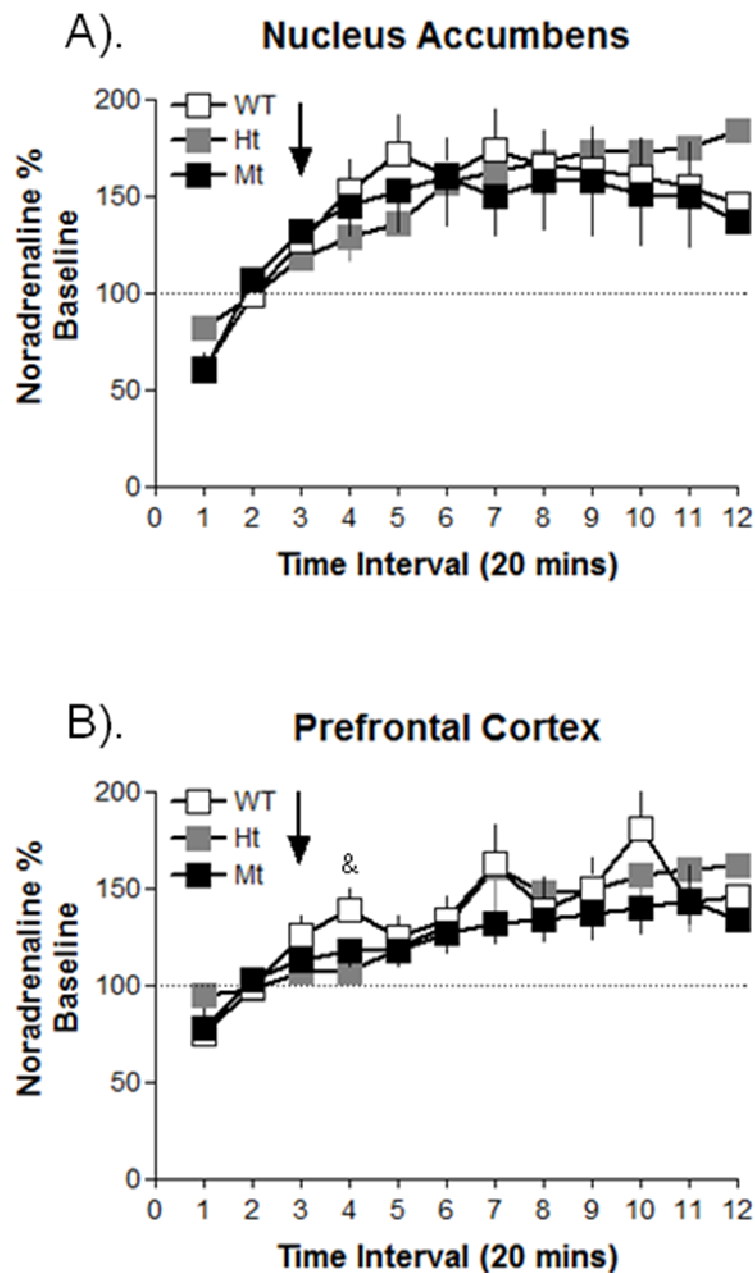 A).
Nucleus Accumbens
200
150
100
50
0
WT
Ht
Mt
Noradrenaline %
Baseline
0 1 2 3 4 5 6 7 8 9 10 11 12
Time Interval (20 mins)
B).
Prefrontal Cortex
200
150
100
50
0
WT
Ht
Mt
&
Noradrenaline %
Baseline
0 1 2 3 4 5 6 7 8 9 10 11 12
Time Interval (20 mins)